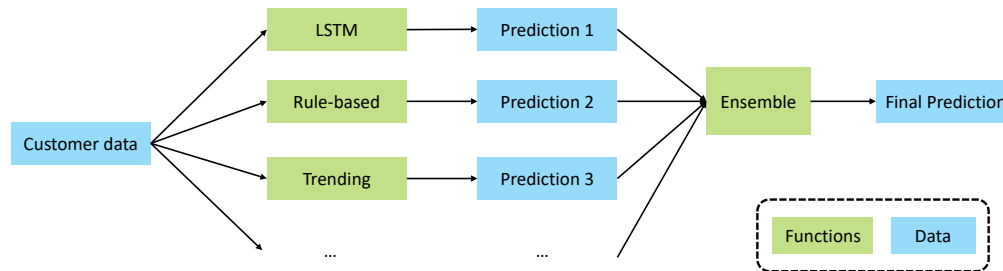 LSTM
Prediction 1
Rule-based
Prediction 2
Ensemble
Final Prediction
Customer data
Trending
Prediction 3
...
...
Functions
Data